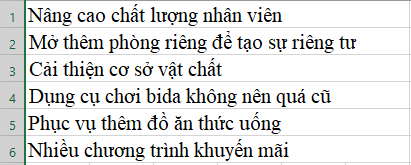 1 Nâng cao chất lượng nhân viên
2 Mở thêm phòng riêng để tạo sự riêng tư
3 Cải thiện cơ sở vật chất
4 Dụng cụ chơi bida không nên quá cũ
5 Phục vụ thêm đồ ăn thức uống
6 Nhiều chương trình khuyến mãi